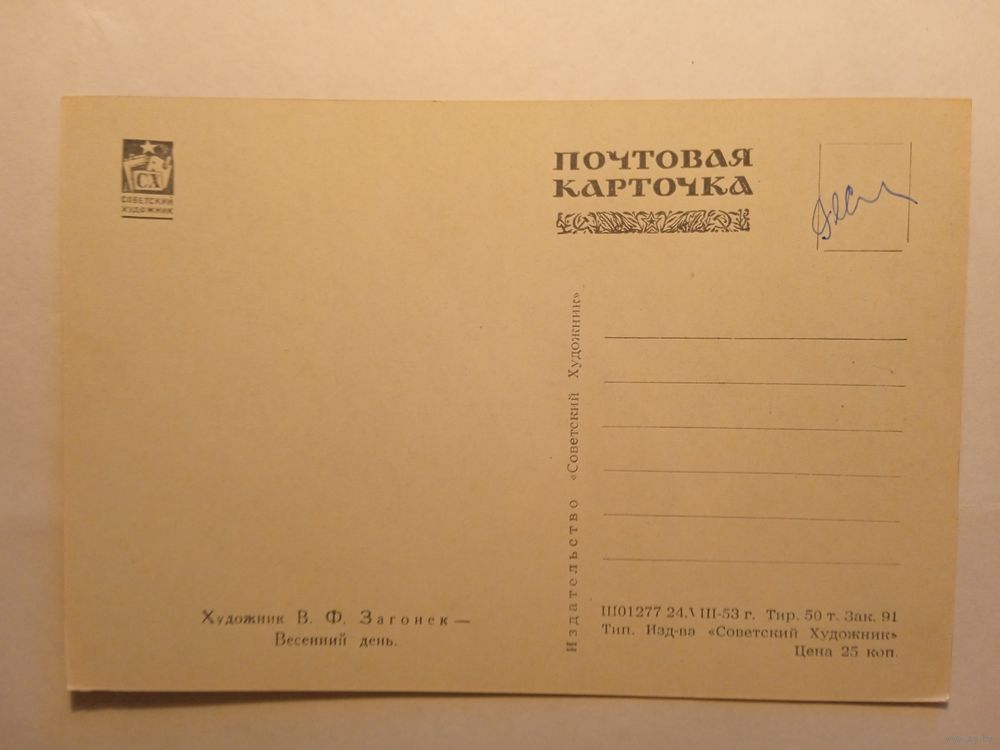 СХ
СОВЕТСКИЙ
ХУДОЖНИК
ПОЧТОВАЯ
КАРТОЧКА
Издательство «Советский Художник»
Художник В. Ф. Загонек —
Весенний день.
Ш01277 24.VIII-53 г. Тир. 50 т. Зак. 91
Тип. Изд-ва «Советский Художник»
Цена 25 коп.